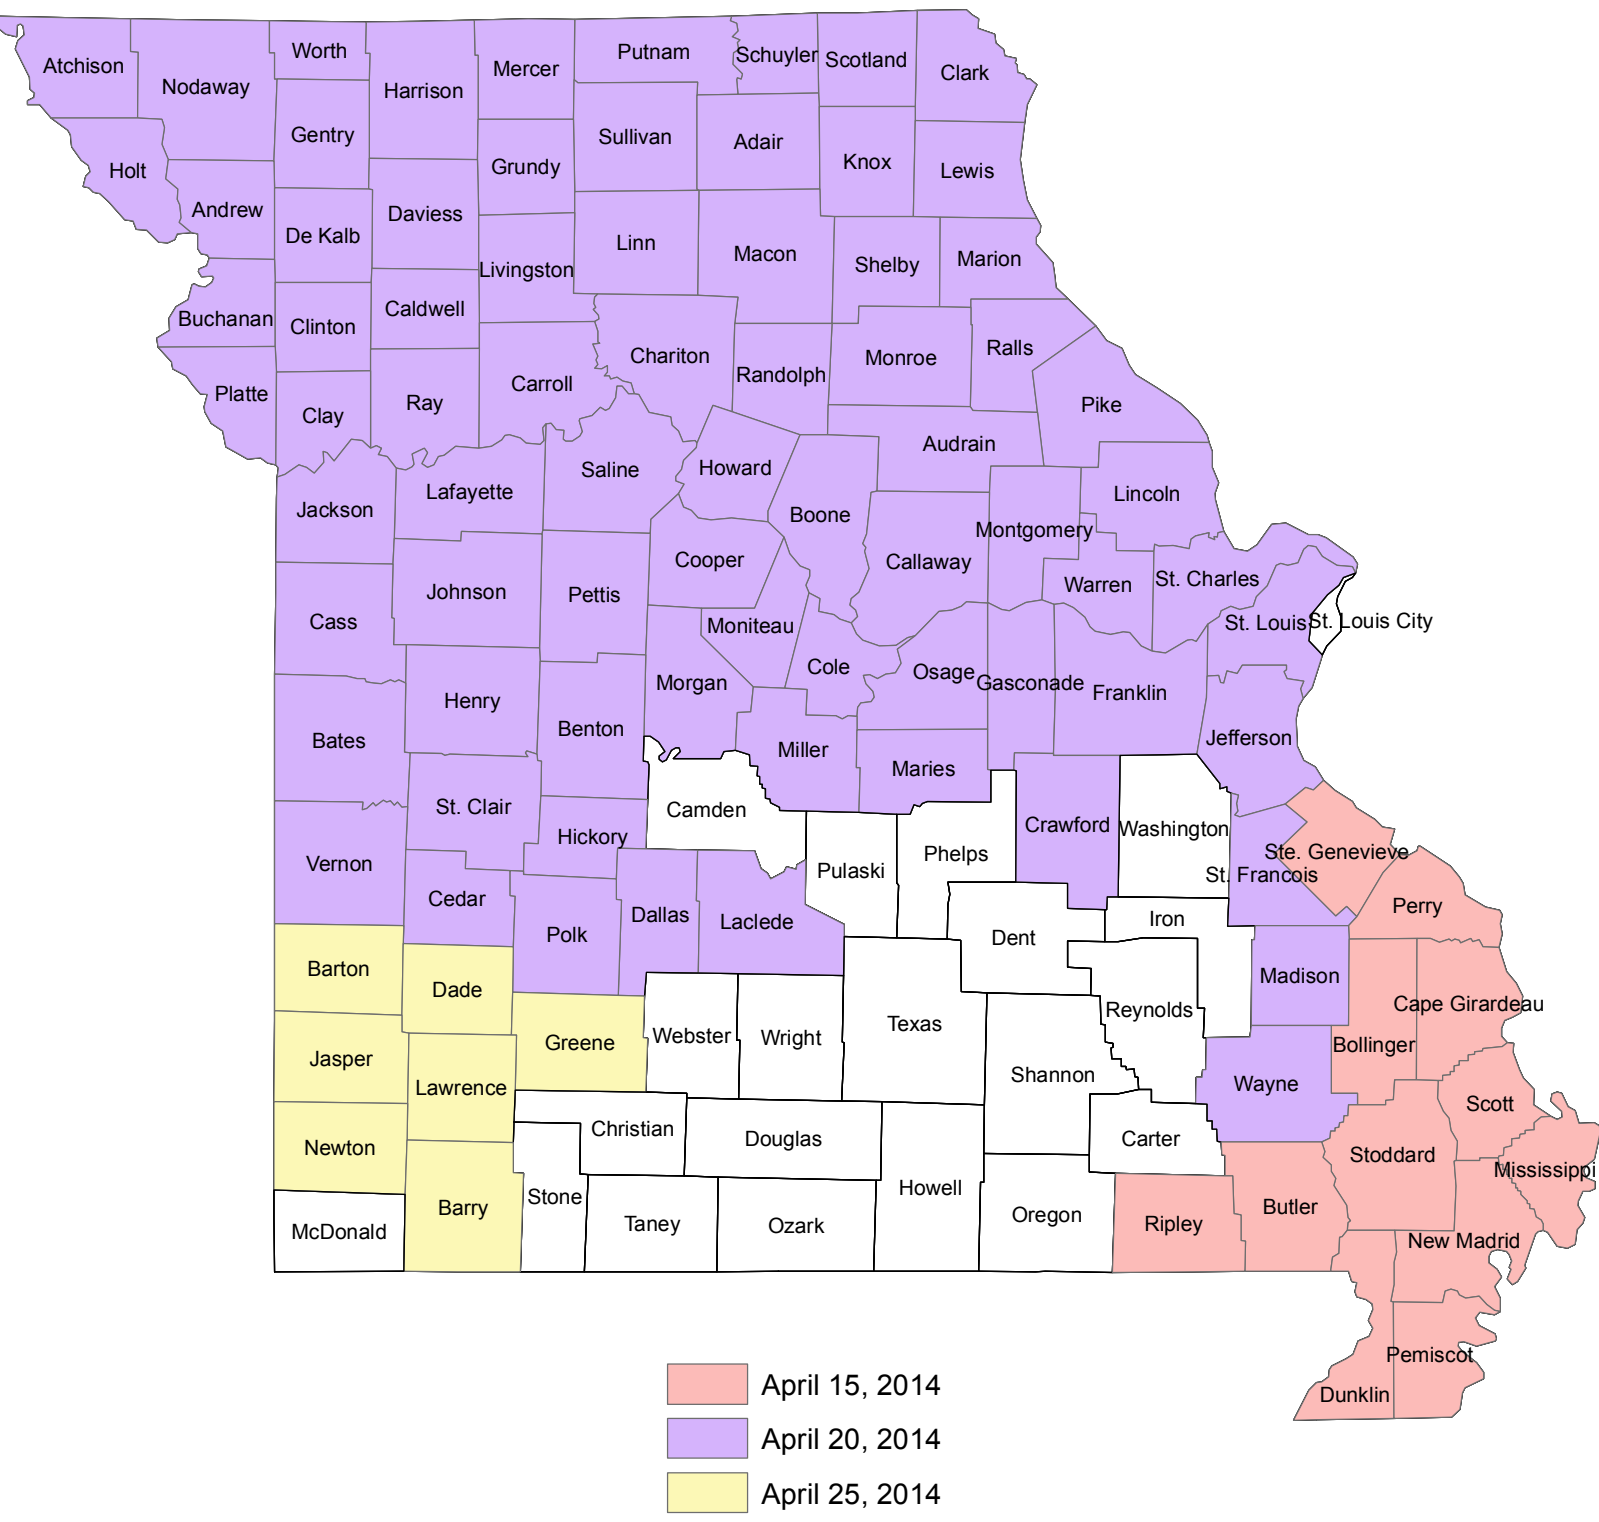 Atchison
Nodaway
Worth
Harrison
Mercer
Putnam
Schuyler
Scotland
Clark
Holt
Andrew
Gentry
De Kalb
Daviess
Grundy
Sullivan
Adair
Knox
Lewis
Buchanan
Clinton
Caldwell
Livingston
Linn
Macon
Shelby
Marion
Platte
Clay
Ray
Carroll
Chariton
Randolph
Monroe
Ralls
Pike
Audrain
Jackson
Lafayette
Saline
Howard
Boone
Callaway
Montgomery
Lincoln
Cass
Johnson
Pettis
Cooper
Moniteau
Warren
St. Charles
St. Louis
St. Louis City
Bates
Henry
Benton
Morgan
Cole
Osage
Gasconade
Franklin
Jefferson
Miller
Maries
Vernon
St. Clair
Hickory
Camden
Pulaski
Phelps
Crawford
Washington
Ste. Genevieve
St. Francois
Perry
Cedar
Polk
Dallas
Laclede
Dent
Iron
Madison
Barton
Dade
Greene
Webster
Wright
Texas
Reynolds
Bollinger
Cape Girardeau
Jasper
Lawrence
Shannon
Wayne
Scott
Newton
Christian
Douglas
Carter
Stoddard
Mississippi
McDonald
Barry
Stone
Taney
Ozark
Howell
Oregon
Ripley
Butler
New Madrid
Pemiscot
Dunklin
April 15, 2014
April 20, 2014
April 25, 2014